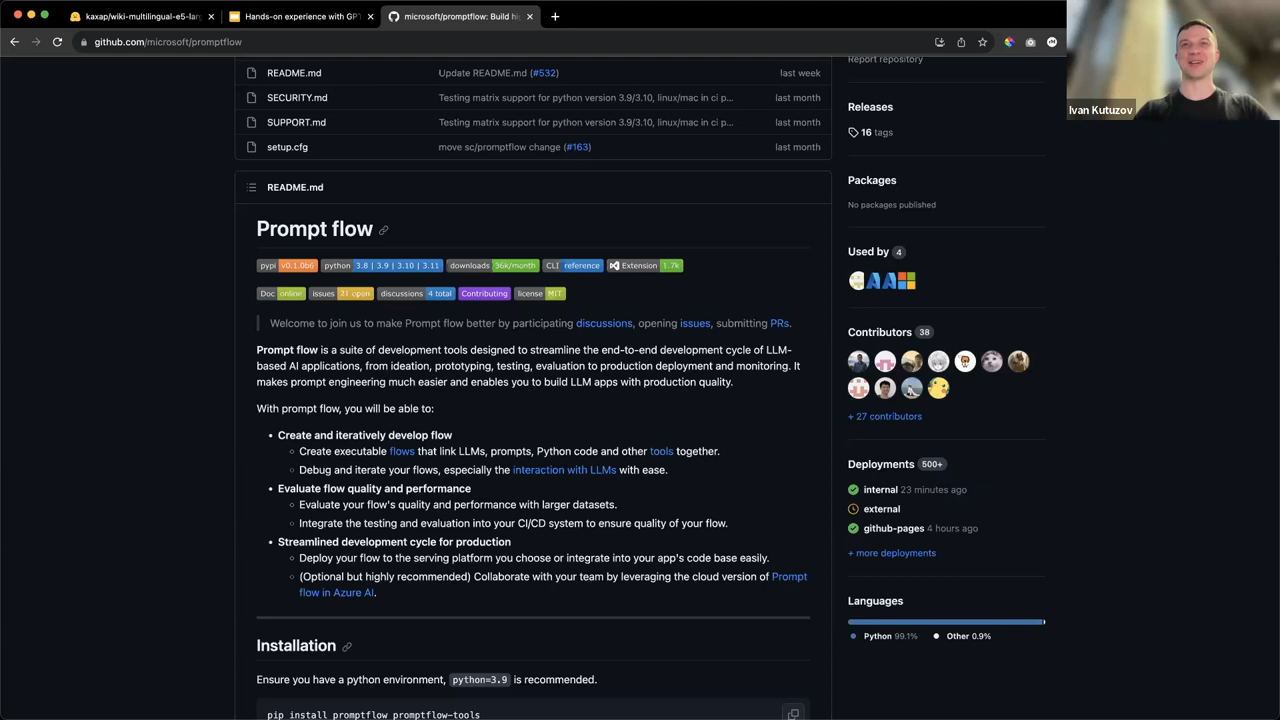 kaxap/wiki-multilingual-e5-lar
Hands-on experience with GPT
microsoft/promptflow: Build hi
github.com/microsoft/promptflow
README.md Update README.md (#532) last week
SECURITY.md Testing matrix support for python version 3.9/3.10, linux/mac in ci p... last month
SUPPORT.md Testing matrix support for python version 3.9/3.10, linux/mac in ci p... last month
setup.cfg move sc/promptflow change (#163) last month
README.md
Prompt flow
pypi v0.1.0b6 python 3.8 | 3.9 | 3.10 | 3.11 downloads 36k/month CLI reference Extension 1.7k
Doc online issues 21 open discussions 4 total Contributing license MIT
Welcome to join us to make Prompt flow better by participating discussions, opening issues, submitting PRs.
Prompt flow is a suite of development tools designed to streamline the end-to-end development cycle of LLM-
based AI applications, from ideation, prototyping, testing, evaluation to production deployment and monitoring. It
makes prompt engineering much easier and enables you to build LLM apps with production quality.
With prompt flow, you will be able to:
Create and iteratively develop flow
Create executable flows that link LLMs, prompts, Python code and other tools together.
Debug and iterate your flows, especially the interaction with LLMs with ease.
Evaluate flow quality and performance
Evaluate your flow's quality and performance with larger datasets.
Integrate the testing and evaluation into your CI/CD system to ensure quality of your flow.
Streamlined development cycle for production
Deploy your flow to the serving platform you choose or integrate into your app's code base easily.
(Optional but highly recommended) Collaborate with your team by leveraging the cloud version of Prompt
flow in Azure AI.
Installation
Ensure you have a python environment, python=3.9 is recommended.
pip install promptflow promptflow-tools
Report repository
Releases
16 tags
Packages
No packages published
Used by 4
Contributors 38
+ 27 contributors
Deployments 500+
internal 23 minutes ago
external
github-pages 4 hours ago
+ more deployments
Languages
Python 99.1% Other 0.9%
Ivan Kutuzov